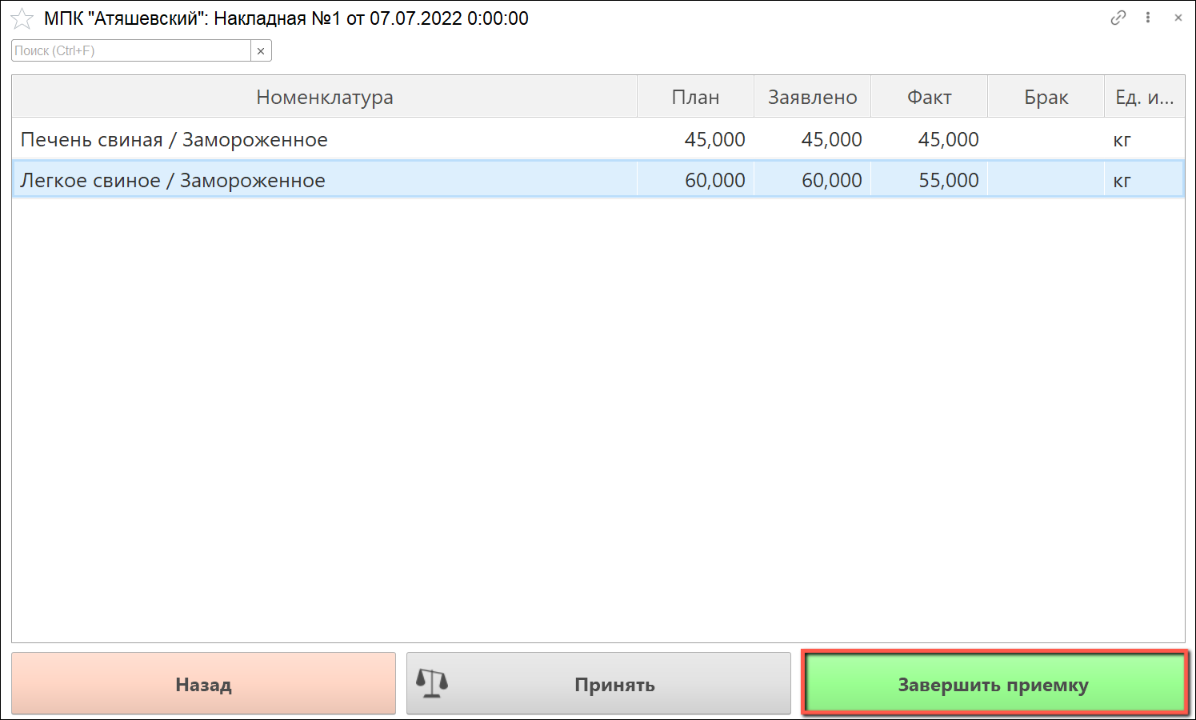 МПК "Атяшевский": Накладная №1 от 07.07.2022 0:00:00
Поиск (Ctrl+F)
Номенклатура План Заявлено Факт Брак Ед. и...
Печень свиная / Замороженное 45,000 45,000 45,000 кг
Легкое свиное / Замороженное 60,000 60,000 55,000 кг
Назад Принять Завершить приемку